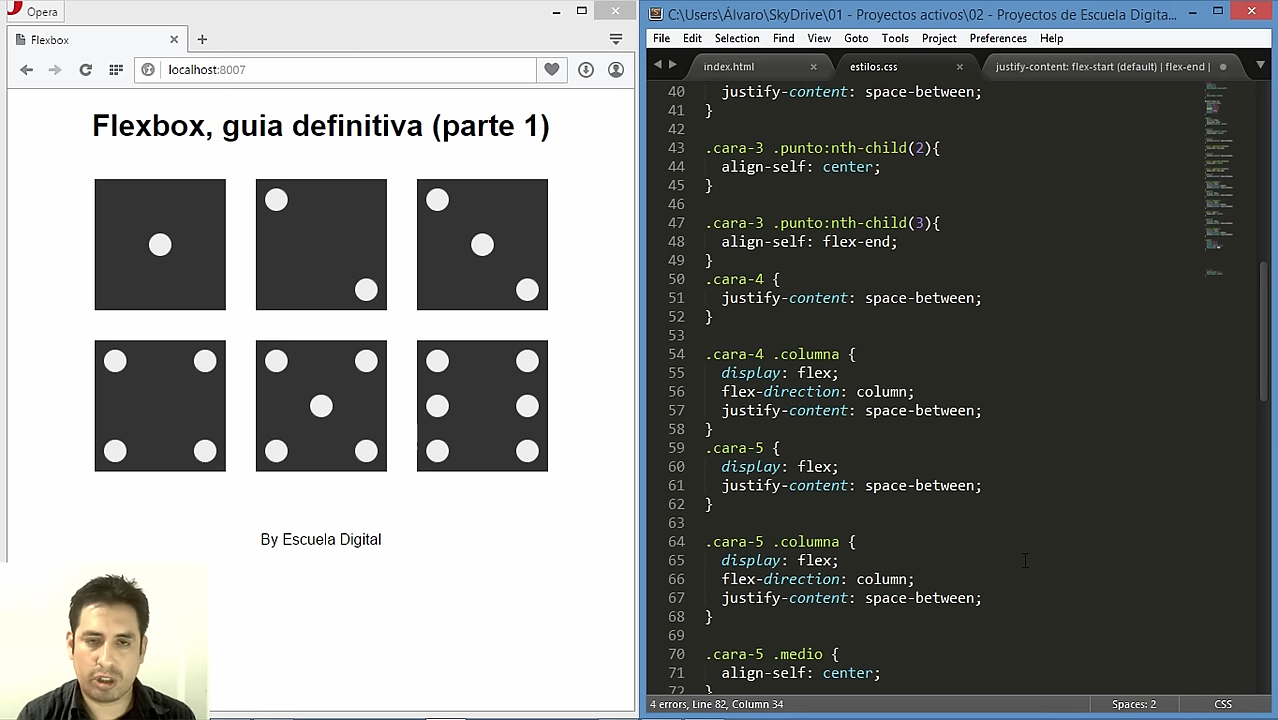 Opera
Flexbox
localhost:8007
Flexbox, guia definitiva (parte 1)
By Escuela Digital
C:\Users\Álvaro\SkyDrive\01 - Proyectos activos\02 - Proyectos de Escuela Digita...
File Edit Selection Find View Goto Tools Project Preferences Help
index.html estilos.css justify-content: flex-start (default) | flex-end |
40 justify-content: space-between;
41 }
42
43 .cara-3 .punto:nth-child(2){
44 align-self: center;
45 }
46
47 .cara-3 .punto:nth-child(3){
48 align-self: flex-end;
49 }
50 .cara-4 {
51 justify-content: space-between;
52 }
53
54 .cara-4 .columna {
55 display: flex;
56 flex-direction: column;
57 justify-content: space-between;
58 }
59 .cara-5 {
60 display: flex;
61 justify-content: space-between;
62 }
63
64 .cara-5 .columna {
65 display: flex;
66 flex-direction: column;
67 justify-content: space-between;
68 }
69
70 .cara-5 .medio {
71 align-self: center;
72 }
4 errors, Line 82, Column 34 Spaces: 2 CSS